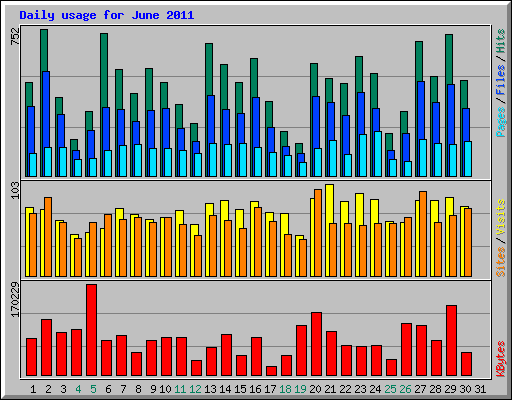 Daily usage for June 2011
752
Pages / Files / Hits
103
Sites / Visits
170229
KBytes
1 2 3 4 5 6 7 8 9 10 11 12 13 14 15 16 17 18 19 20 21 22 23 24 25 26 27 28 29 30 31